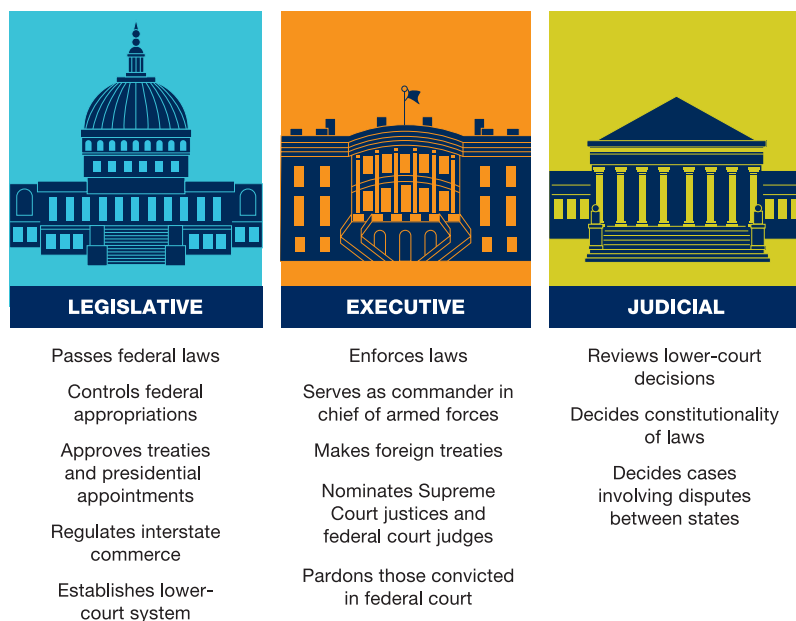 LEGISLATIVE
Passes federal laws
Controls federal
appropriations
Approves treaties
and presidential
appointments
Regulates interstate
commerce
Establishes lower-
court system
EXECUTIVE
Enforces laws
Serves as commander in
chief of armed forces
Makes foreign treaties
Nominates Supreme
Court justices and
federal court judges
Pardons those convicted
in federal court
JUDICIAL
Reviews lower-court
decisions
Decides constitutionality
of laws
Decides cases
involving disputes
between states